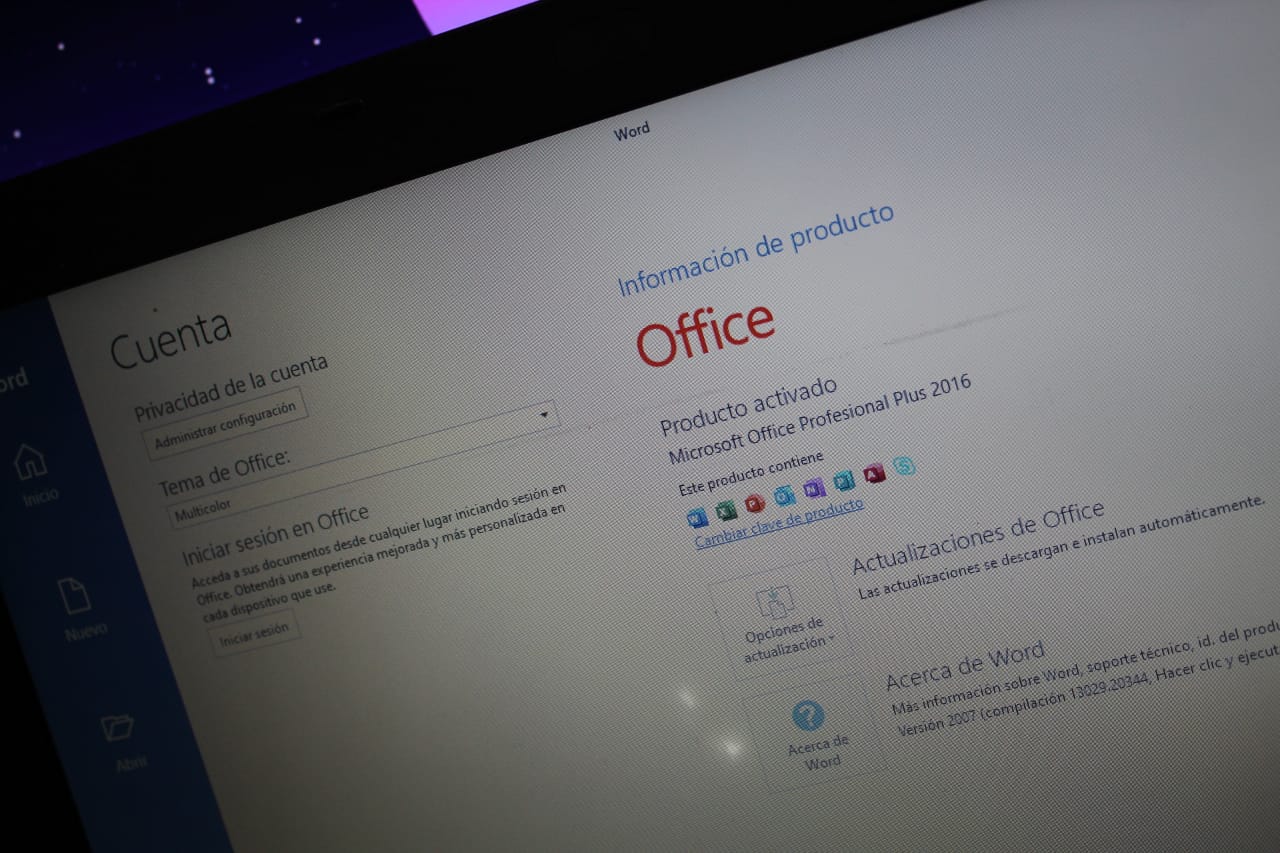 Word
ord
Inicio
Nuevo
Abrir
Cuenta
Privacidad de la cuenta
Administrar configuración
Tema de Office:
Multicolor
Iniciar sesión en Office
Acceda a sus documentos desde cualquier lugar iniciando sesión en
Office. Obtendrá una experiencia mejorada y más personalizada en
cada dispositivo que use.
Iniciar sesión
Información de producto
Office
Producto activado
Microsoft Office Profesional Plus 2016
Este producto contiene
Cambiar clave de producto
Opciones de
actualización
Actualizaciones de Office
Las actualizaciones se descargan e instalan automáticamente.
Acerca de
Word
Acerca de Word
Más información sobre Word, soporte técnico, id. del produ
Versión 2007 (compilación 13029.20344, Hacer clic y ejecut